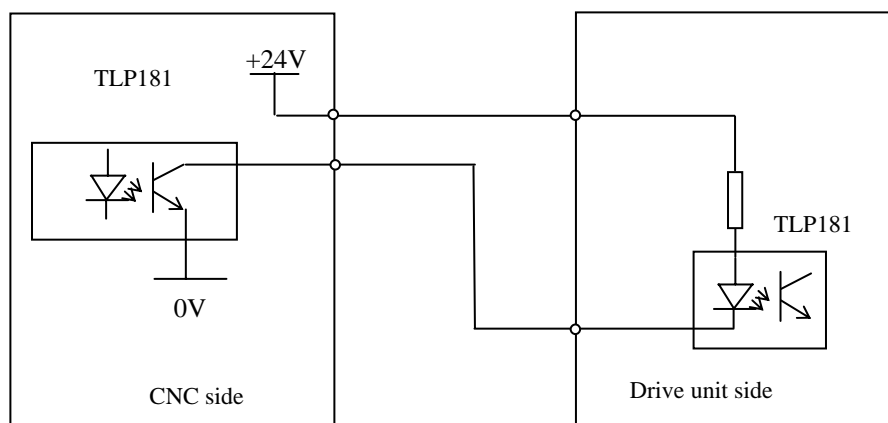 +24V
TLP181
TLP181
0V
CNC side
Drive unit side